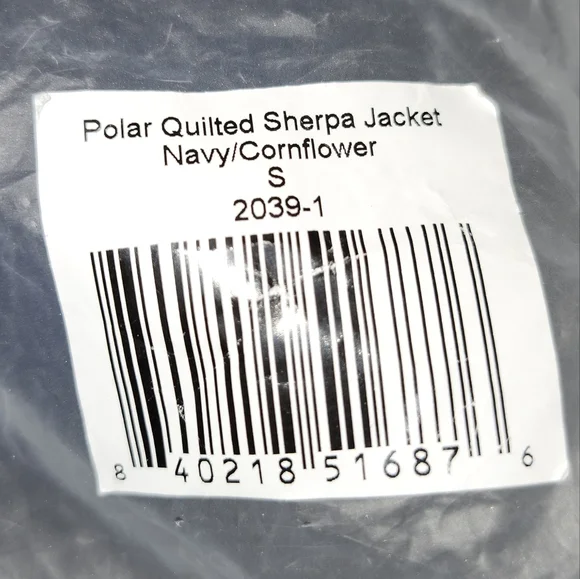 Polar Quilted Sherpa Jacket
Navy/Cornflower
S
2039-1
8 40218 51687 6